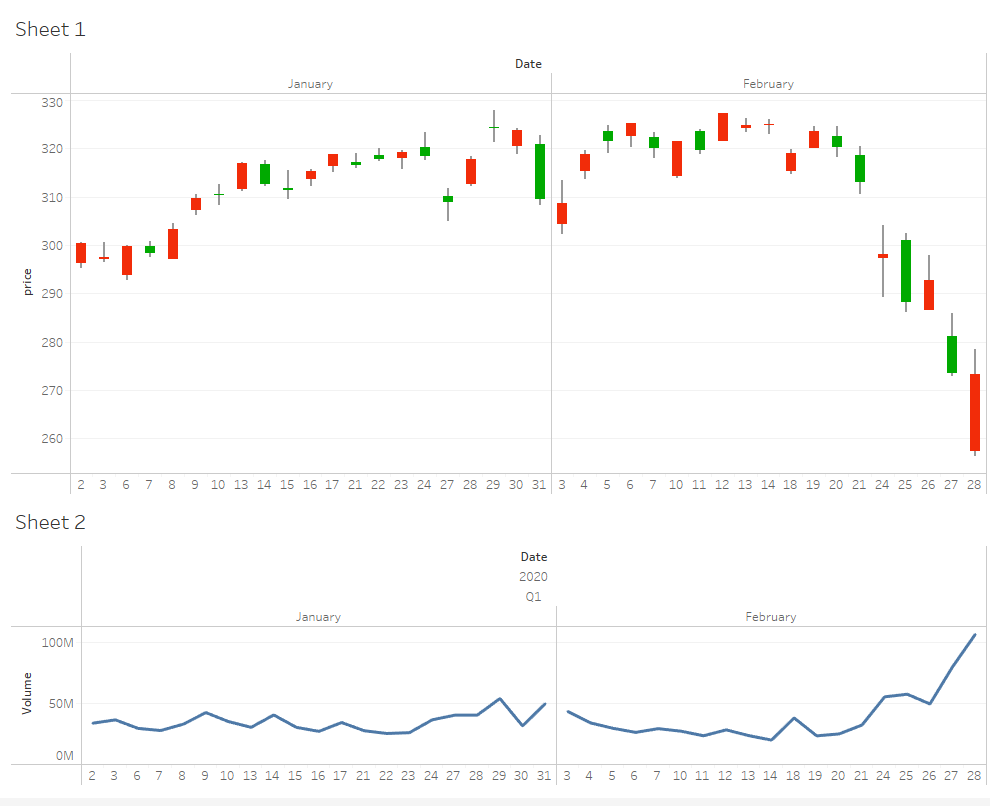 Sheet 1
Date
January February
330
320
310
300
290
280
270
260
price
2 3 6 7 8 9 10 13 14 15 16 17 21 22 23 24 27 28 29 30 31 3 4 5 6 7 10 11 12 13 14 18 19 20 21 24 25 26 27 28
Sheet 2
Date
2020
Q1
January February
100M
50M
0M
Volume
2 3 6 7 8 9 10 13 14 15 16 17 21 22 23 24 27 28 29 30 31 3 4 5 6 7 10 11 12 13 14 18 19 20 21 24 25 26 27 28